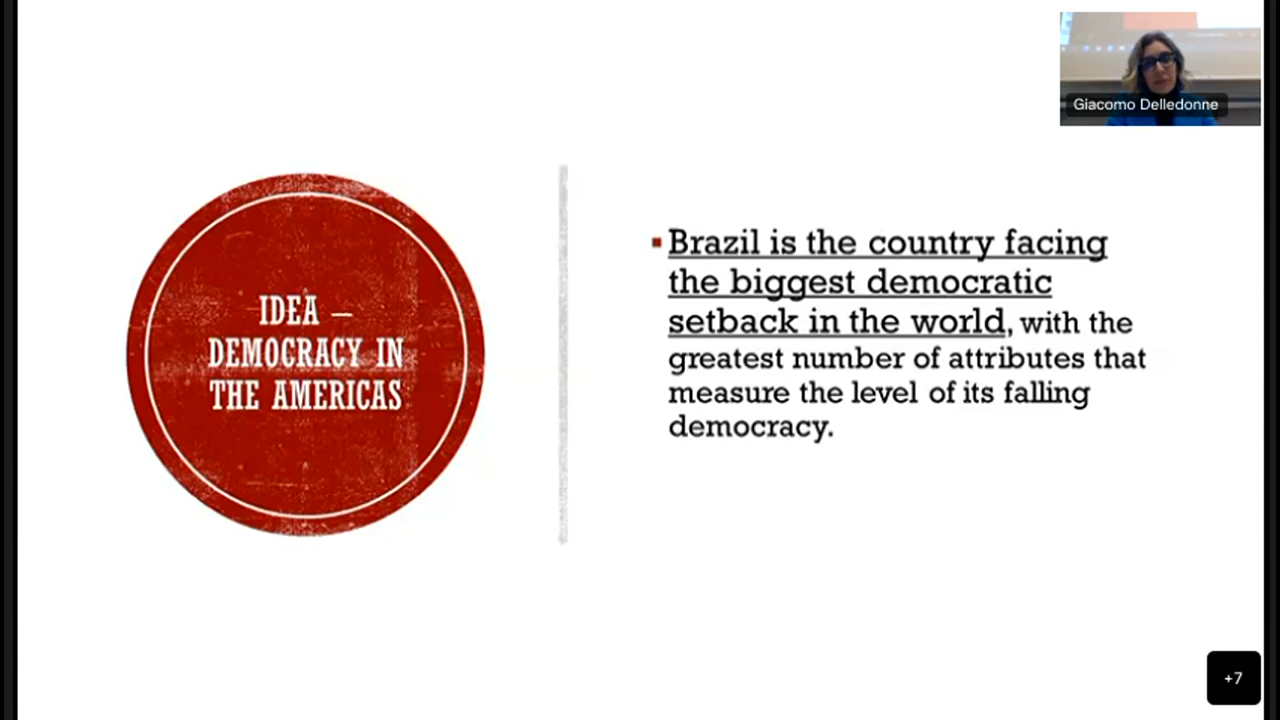 Giacomo Delledonne
IDEA –
DEMOCRACY IN
THE AMERICAS
Brazil is the country facing
the biggest democratic
setback in the world, with the
greatest number of attributes that
measure the level of its falling
democracy.
+7